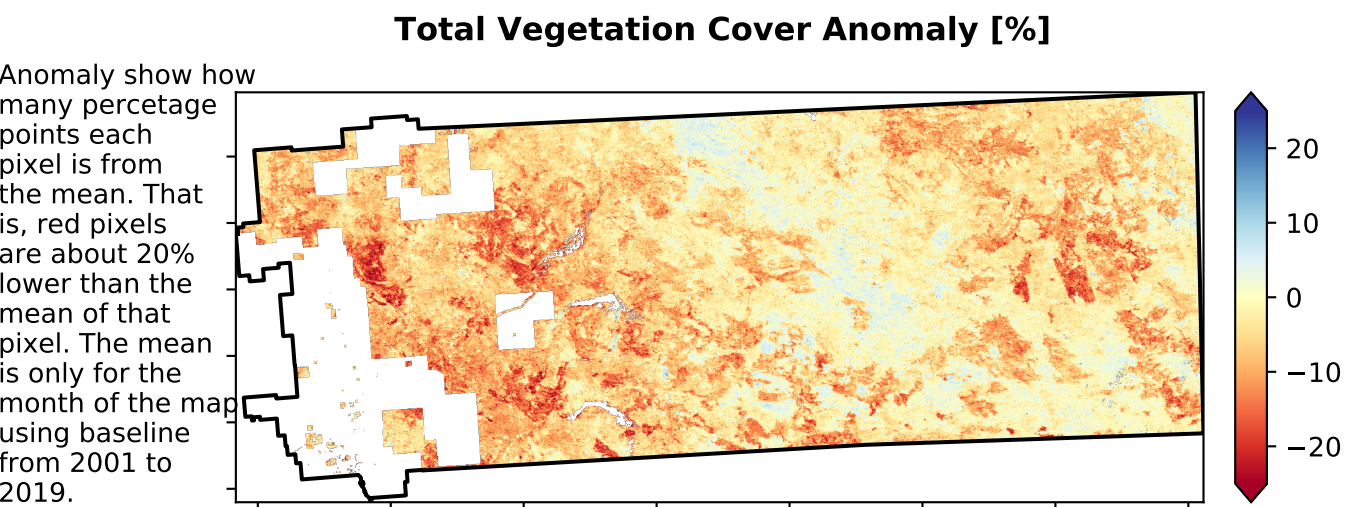 Total Vegetation Cover Anomaly [%]
Anomaly show how
many percetage
points each
pixel is from
the mean. That
is, red pixels
are about 20%
lower than the
mean of that
pixel. The mean
is only for the
month of the map
using baseline
from 2001 to
2019.
20
10
0
−10
−20